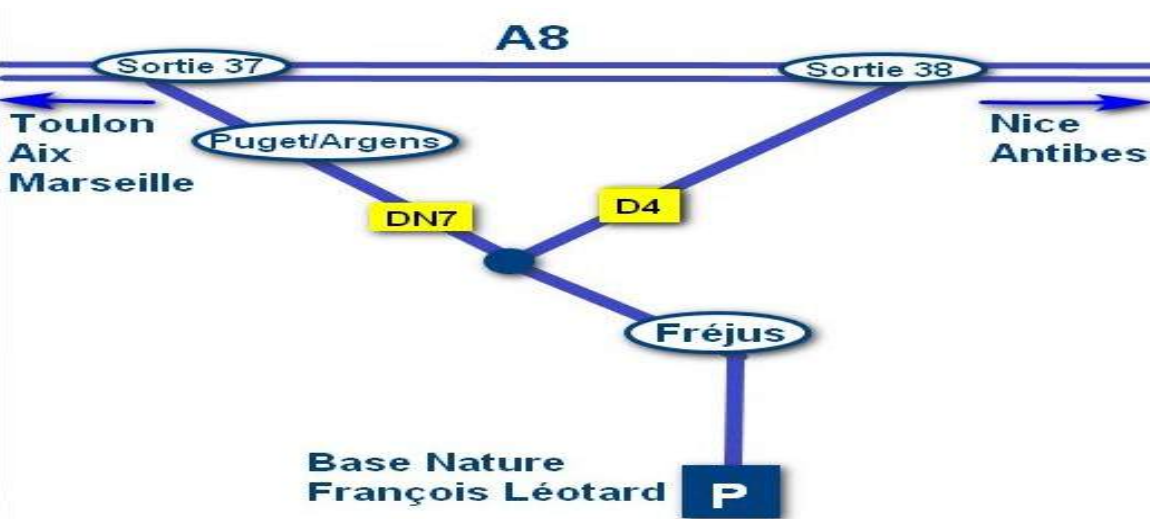 A8
Sortie 37
Sortie 38
Toulon
Aix
Marseille
Nice
Antibes
Puget/Argens
DN7
D4
Fréjus
Base Nature
François Léotard
P